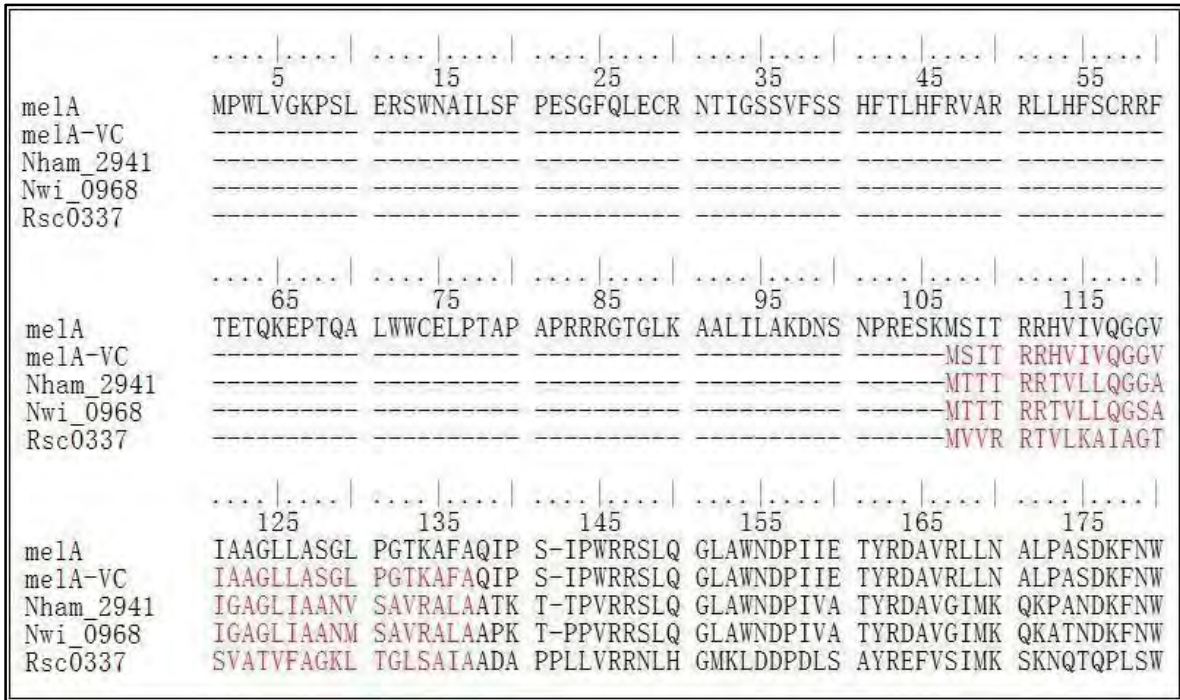 ....|....| ....|....| ....|....| ....|....| ....|....| ....|....|
5 15 25 35 45 55
melA MPWLVGKPSL ERSWNAILSF PESGFQLECR NTIGSSVFSS HFTLHFRVAR RLLHFSCRRF
melA-VC ---------- ---------- ---------- ---------- ---------- ----------
Nham_2941 ---------- ---------- ---------- ---------- ---------- ----------
Nwi_0968 ---------- ---------- ---------- ---------- ---------- ----------
Rsc0337 ---------- ---------- ---------- ---------- ---------- ----------
....|....| ....|....| ....|....| ....|....| ....|....| ....|....|
65 75 85 95 105 115
melA TETQKEPTQA LWWCELPTAP APRRRGTGLK AALILAKDNS NPRESKMSIT RRHVIVQGGV
melA-VC ---------- ---------- ---------- ---------- ------MSIT RRHVIVQGGV
Nham_2941 ---------- ---------- ---------- ---------- ------MTTT RRTVLLQGGA
Nwi_0968 ---------- ---------- ---------- ---------- ------MTTT RRTVLLQGSA
Rsc0337 ---------- ---------- ---------- ---------- ------MVVR RTVLKAIAGT
....|....| ....|....| ....|....| ....|....| ....|....| ....|....|
125 135 145 155 165 175
melA IAAGLLASGL PGTKAFAQIP S-IPWRRSLQ GLAWNDPIIE TYRDAVRLLN ALPASDKFNW
melA-VC IAAGLLASGL PGTKAFAQIP S-IPWRRSLQ GLAWNDPIIE TYRDAVRLLN ALPASDKFNW
Nham_2941 IGAGLIAANV SAVRALAATK T-TPVRRSLQ GLAWNDPIVA TYRDAVGIMK QKPANDKFNW
Nwi_0968 IGAGLIAANM SAVRALAAPK T-PPVRRSLQ GLAWNDPIVA TYRDAVGIMK QKATNDKFNW
Rsc0337 SVATVFAGKL TGLSAIAADA PPLLVRRNLH GMKLDDPDLS AYREFVSIMK SKNQTQPLSW